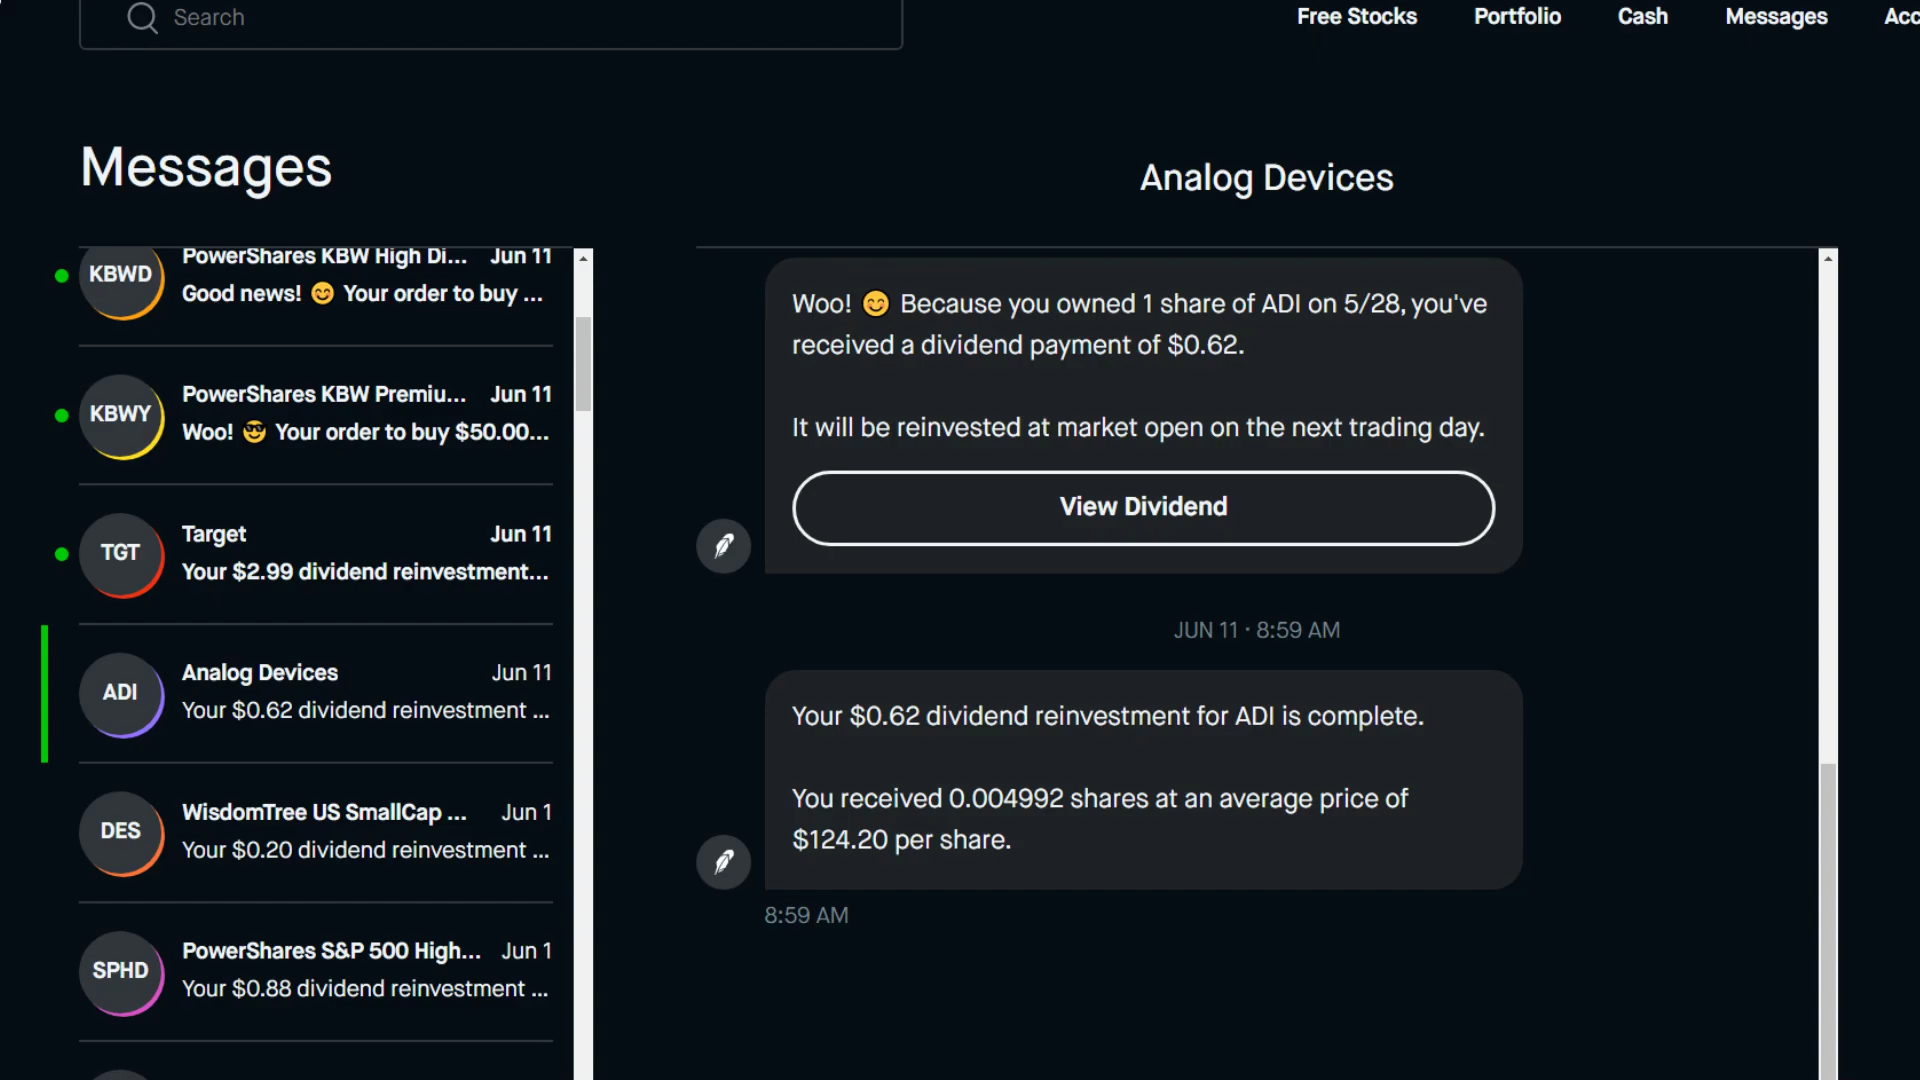 Search
Free Stocks
Portfolio
Cash
Messages
Acc
Messages
Analog Devices
KBWD
PowerShares KBW High Di... Jun 11
Good news! 😊 Your order to buy ...
KBWY
PowerShares KBW Premiu... Jun 11
Woo! 😎 Your order to buy $50.00...
TGT
Target Jun 11
Your $2.99 dividend reinvestment...
ADI
Analog Devices Jun 11
Your $0.62 dividend reinvestment ...
DES
WisdomTree US SmallCap ... Jun 1
Your $0.20 dividend reinvestment ...
SPHD
PowerShares S&P 500 High... Jun 1
Your $0.88 dividend reinvestment ...
Woo! 😊 Because you owned 1 share of ADI on 5/28, you've
received a dividend payment of $0.62.
It will be reinvested at market open on the next trading day.
View Dividend
JUN 11 · 8:59 AM
Your $0.62 dividend reinvestment for ADI is complete.
You received 0.004992 shares at an average price of
$124.20 per share.
8:59 AM